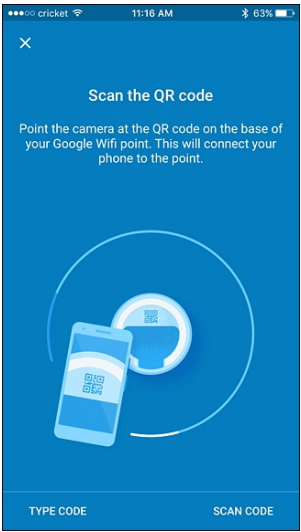 cricket 11:16 AM 63%
Scan the QR code
Point the camera at the QR code on the base of
your Google Wifi point. This will connect your
phone to the point.
TYPE CODE SCAN CODE